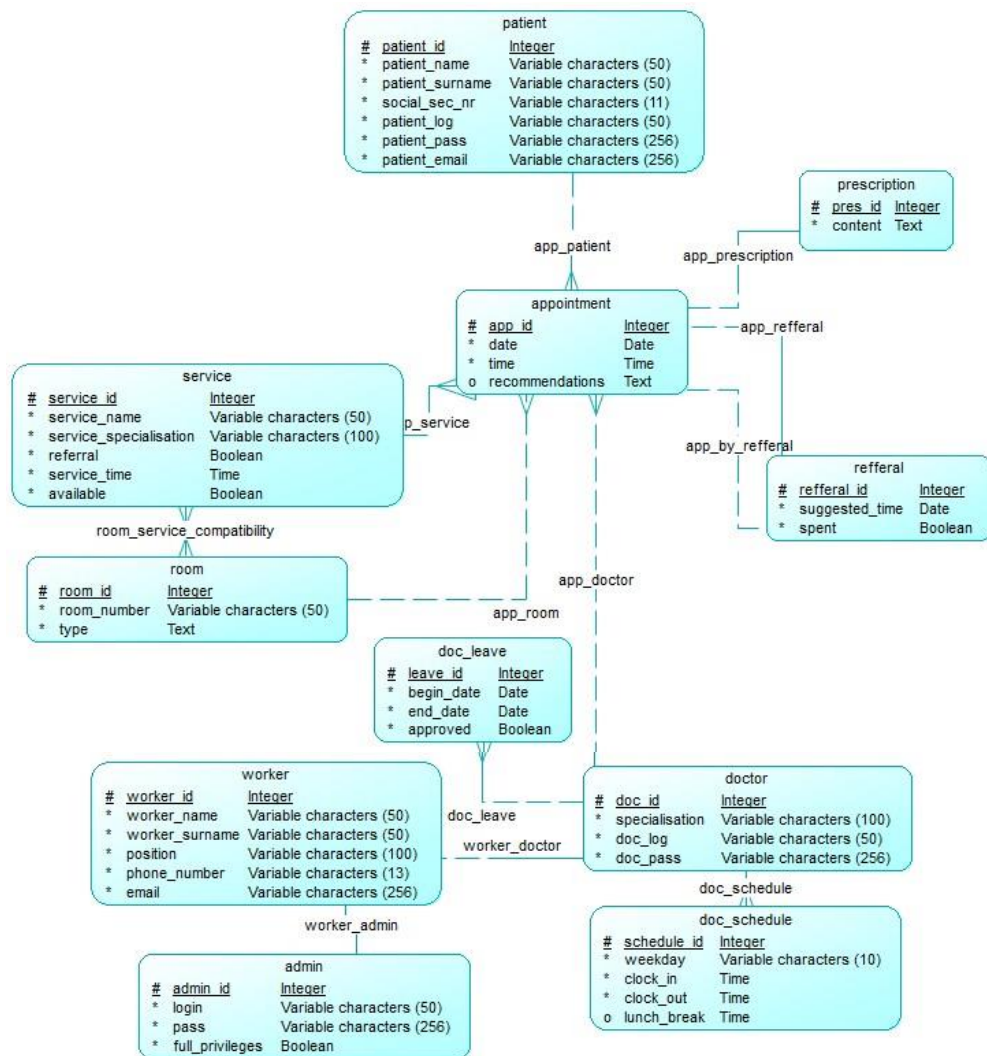 patient
# patient_id Integer
* patient_name Variable characters (50)
* patient_surname Variable characters (50)
* social_sec_nr Variable characters (11)
* patient_log Variable characters (50)
* patient_pass Variable characters (256)
* patient_email Variable characters (256)
prescription
# pres_id Integer
* content Text
app_patient
app_prescription
appointment
# app_id Integer
* date Date
* time Time
o recommendations Text
app_refferal
service
# service_id Integer
* service_name Variable characters (50)
* service_specialisation Variable characters (100)
* referral Boolean
* service_time Time
* available Boolean
p_service
app_by_refferal
refferal
# refferal_id Integer
* suggested_time Date
* spent Boolean
room_service_compatibility
room
# room_id Integer
* room_number Variable characters (50)
* type Text
app_doctor
app_room
doc_leave
# leave_id Integer
* begin_date Date
* end_date Date
* approved Boolean
worker
# worker_id Integer
* worker_name Variable characters (50)
* worker_surname Variable characters (50)
* position Variable characters (100)
* phone_number Variable characters (13)
* email Variable characters (256)
doc_leave
worker_doctor
doctor
# doc_id Integer
* specialisation Variable characters (100)
* doc_log Variable characters (50)
* doc_pass Variable characters (256)
doc_schedule
worker_admin
doc_schedule
# schedule_id Integer
* weekday Variable characters (10)
* clock_in Time
* clock_out Time
o lunch_break Time
admin
# admin_id Integer
* login Variable characters (50)
* pass Variable characters (256)
* full_privileges Boolean